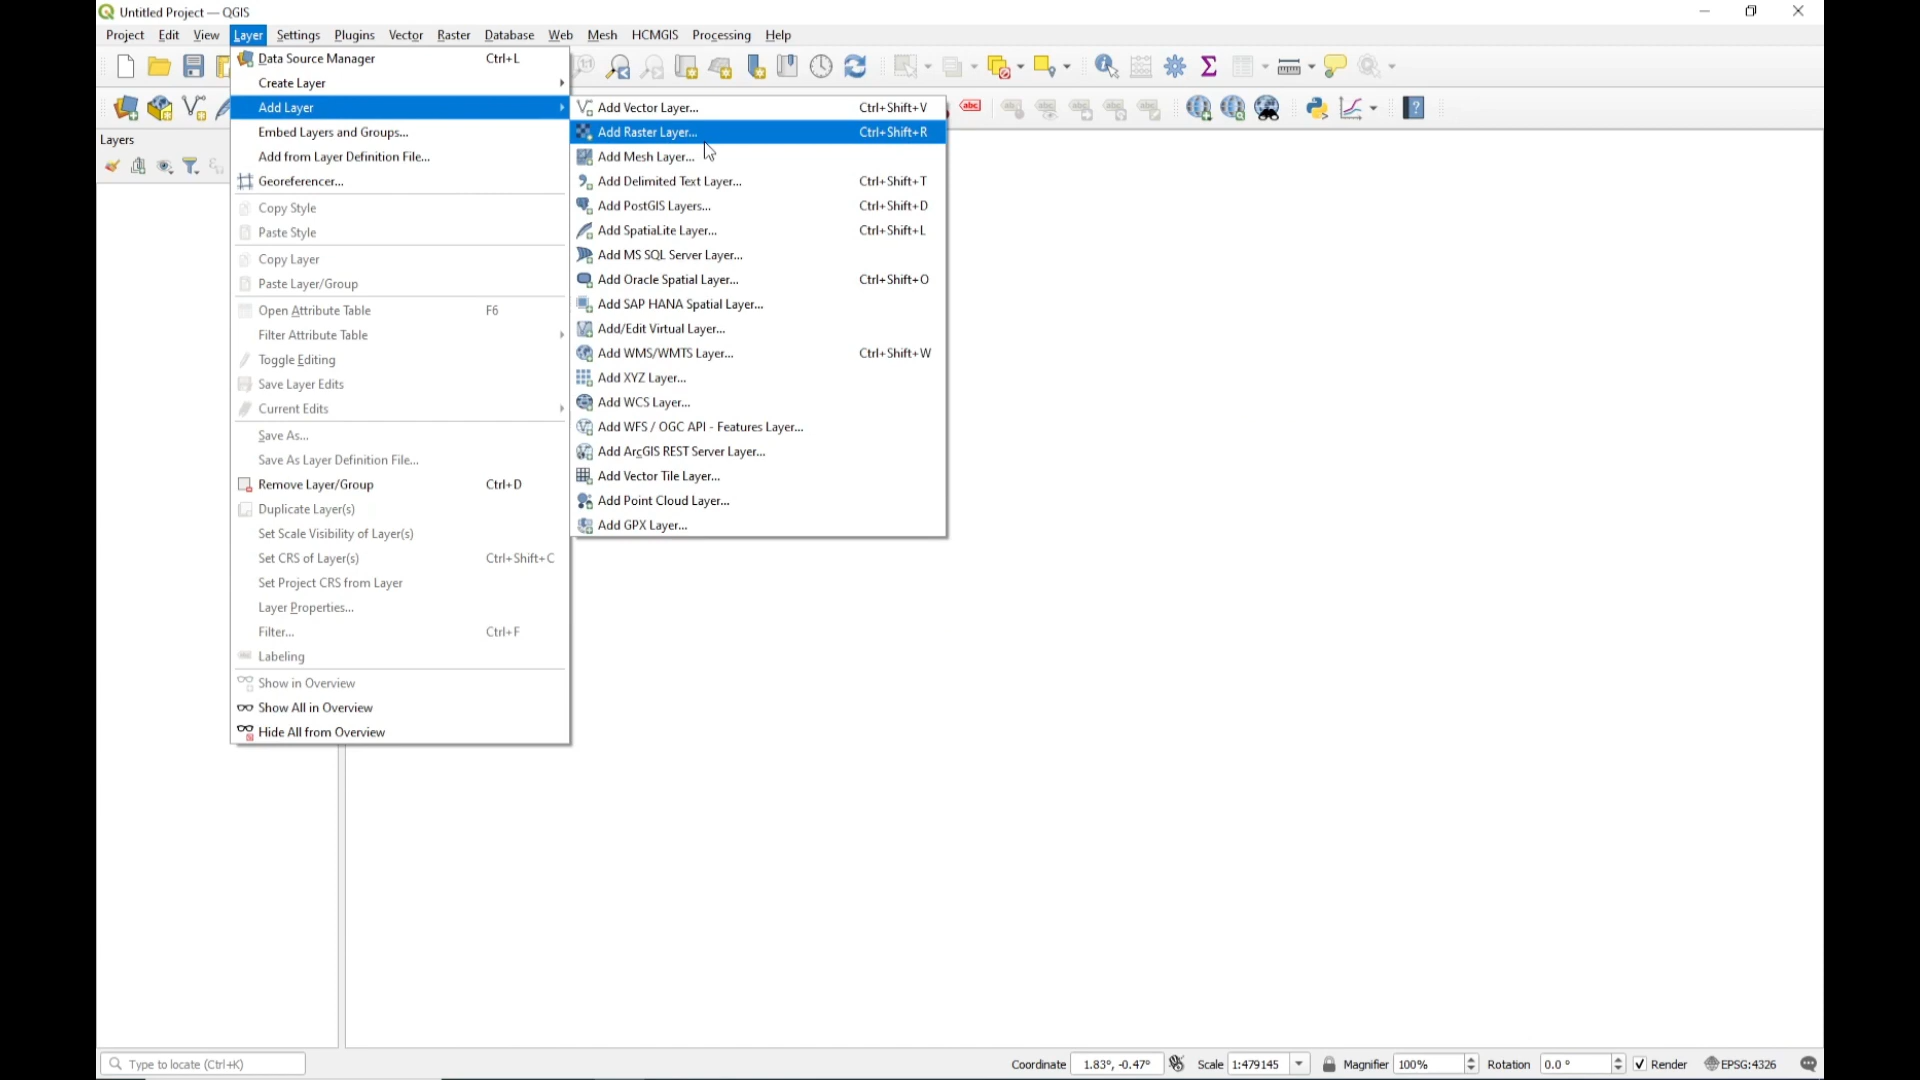 Untitled Project — QGIS
Project Edit View Layer Settings Plugins Vector Raster Database Web Mesh HCMGIS Processing Help
Data Source Manager Ctrl+L
Create Layer
Add Layer
Embed Layers and Groups...
Add from Layer Definition File...
Georeferencer...
Copy Style
Paste Style
Copy Layer
Paste Layer/Group
Open Attribute Table F6
Filter Attribute Table
Toggle Editing
Save Layer Edits
Current Edits
Save As...
Save As Layer Definition File...
Remove Layer/Group Ctrl+D
Duplicate Layer(s)
Set Scale Visibility of Layer(s)
Set CRS of Layer(s) Ctrl+Shift+C
Set Project CRS from Layer
Layer Properties...
Filter... Ctrl+F
Labeling
Show in Overview
Show All in Overview
Hide All from Overview
Add Vector Layer... Ctrl+Shift+V
Add Raster Layer... Ctrl+Shift+R
Add Mesh Layer...
Add Delimited Text Layer... Ctrl+Shift+T
Add PostGIS Layers... Ctrl+Shift+D
Add SpatiaLite Layer... Ctrl+Shift+L
Add MS SQL Server Layer...
Add Oracle Spatial Layer... Ctrl+Shift+O
Add SAP HANA Spatial Layer...
Add/Edit Virtual Layer...
Add WMS/WMTS Layer... Ctrl+Shift+W
Add XYZ Layer...
Add WCS Layer...
Add WFS / OGC API - Features Layer...
Add ArcGIS REST Server Layer...
Add Vector Tile Layer...
Add Point Cloud Layer...
Add GPX Layer...
abc
Layers
Type to locate (Ctrl+K)
Coordinate 1.83°, -0.47° Scale 1:479145 Magnifier 100% Rotation 0.0 ° Render EPSG:4326